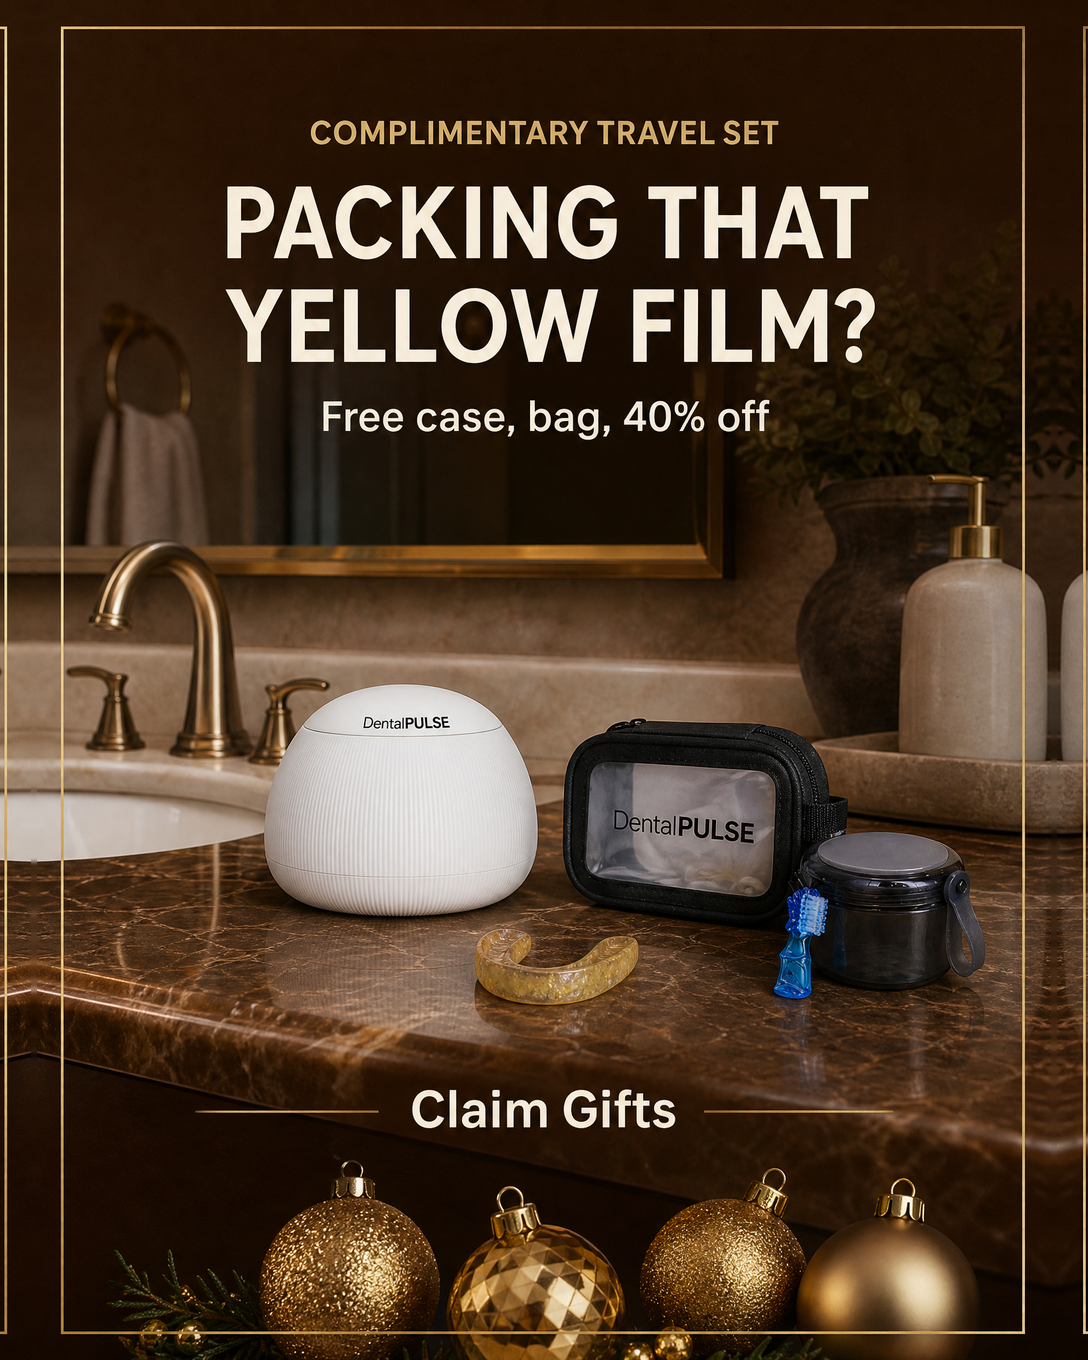 COMPLIMENTARY TRAVEL SET
PACKING THAT
YELLOW FILM?
Free case, bag, 40% off
DentalPULSE
DentalPULSE
Claim Gifts